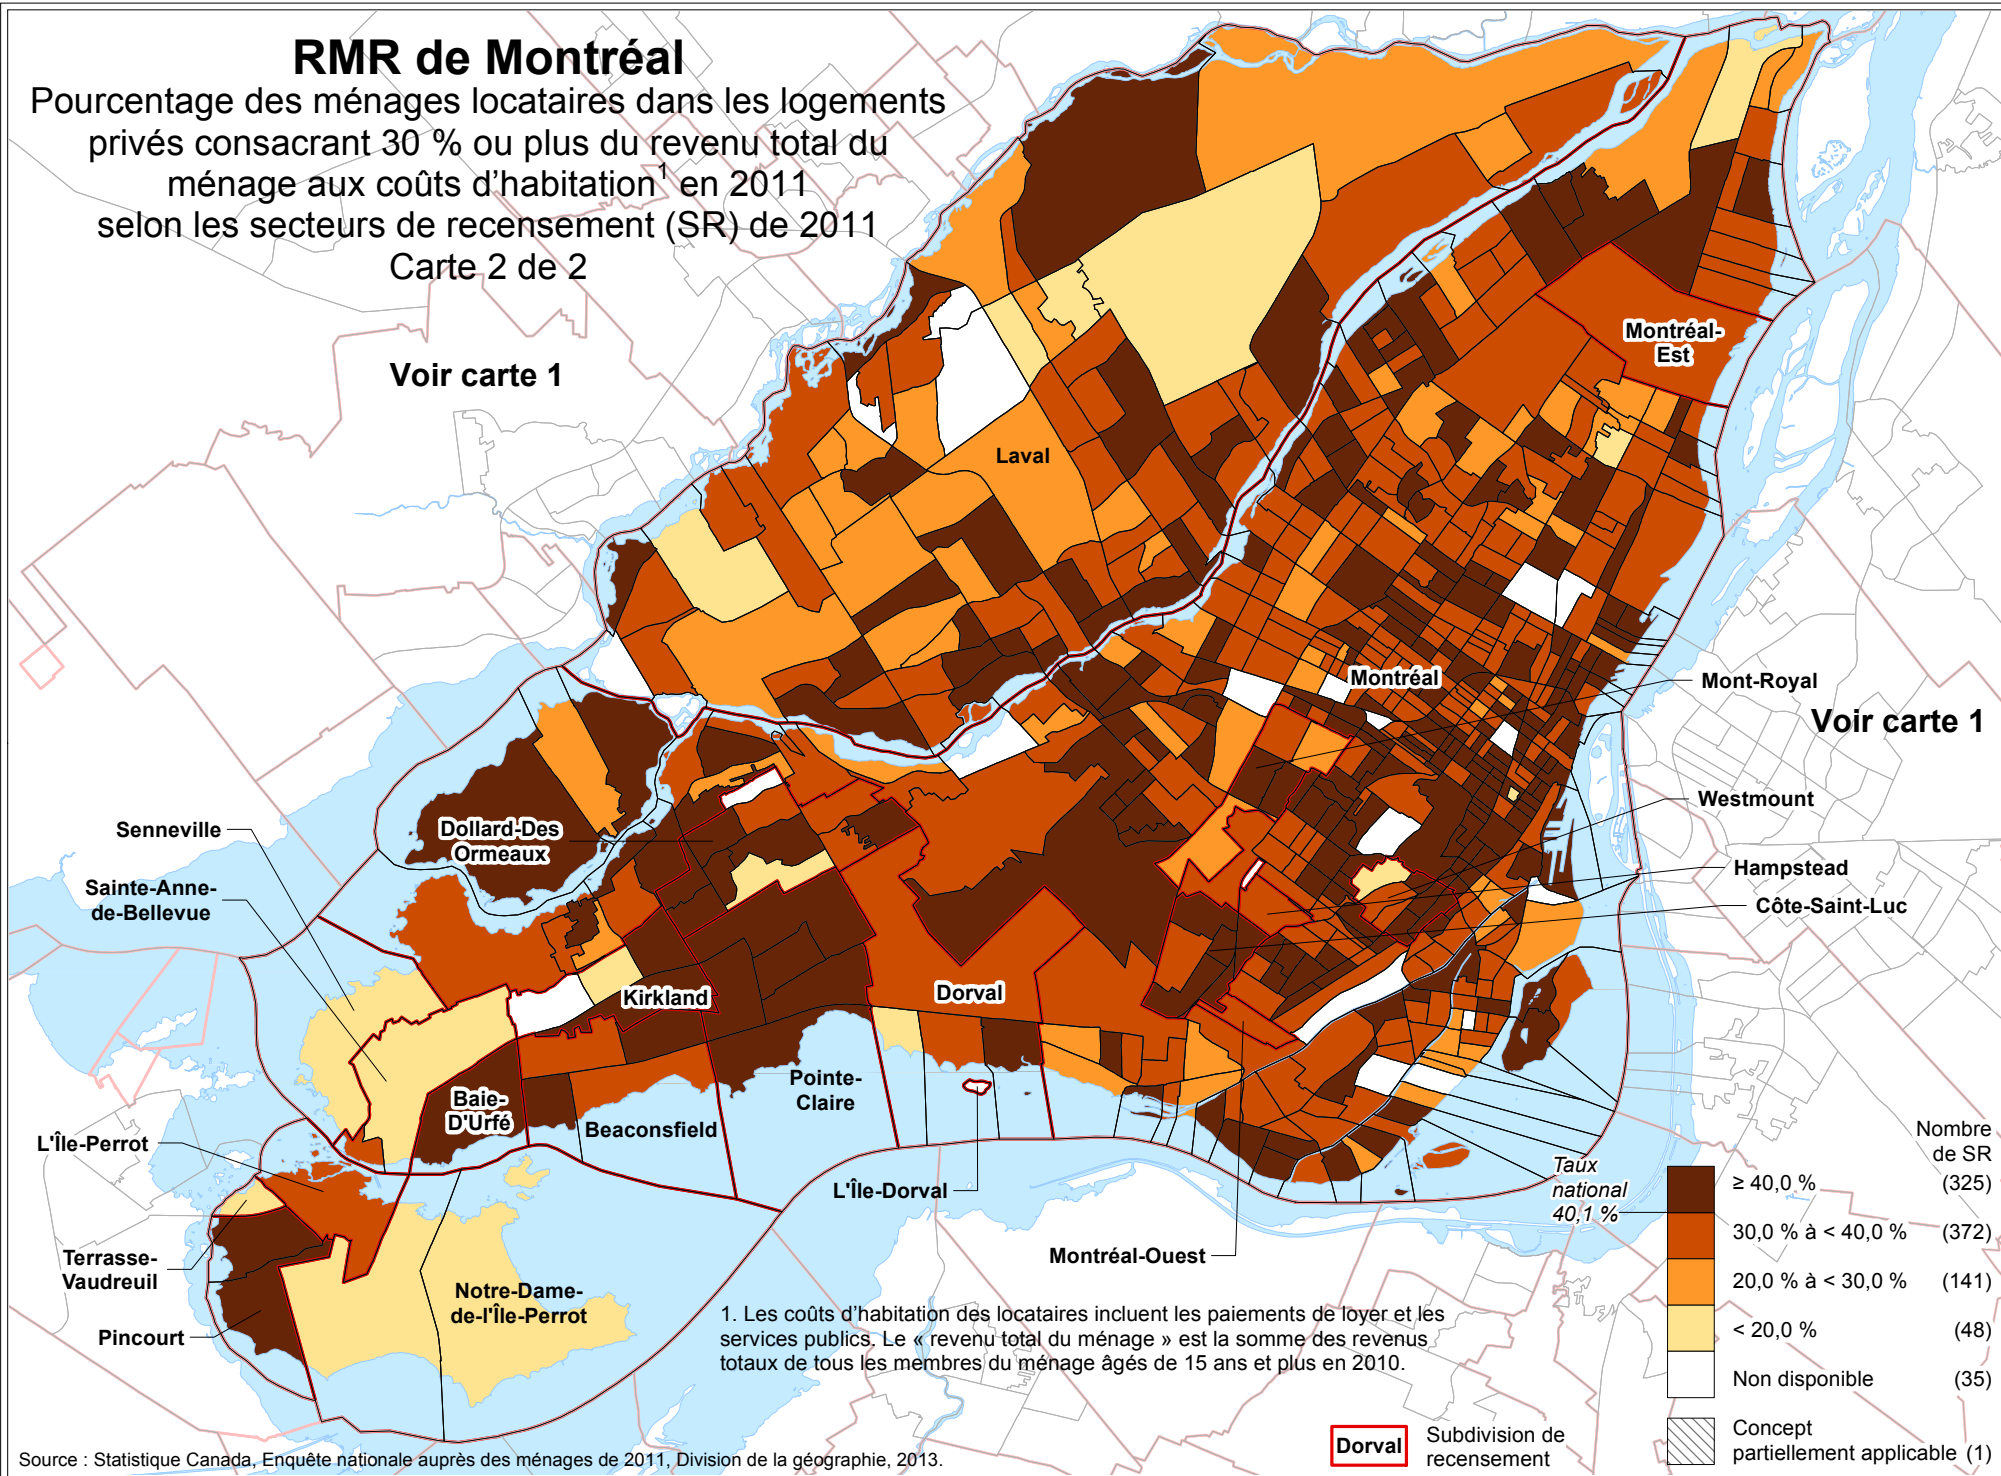 RMR de Montréal
Pourcentage des ménages locataires dans les logements
privés consacrant 30 % ou plus du revenu total du
ménage aux coûts d'habitation¹ en 2011
selon les secteurs de recensement (SR) de 2011
Carte 2 de 2
Voir carte 1
Montréal-
Est
Laval
Montréal
Mont-Royal
Voir carte 1
Westmount
Hampstead
Côte-Saint-Luc
Senneville
Sainte-Anne-
de-Bellevue
Dollard-Des
Ormeaux
Kirkland
Dorval
Baie-
D'Urfé
Beaconsfield
Pointe-
Claire
L'Île-Perrot
L'Île-Dorval
Montréal-Ouest
Terrasse-
Vaudreuil
Notre-Dame-
de-l'Île-Perrot
Pincourt
1. Les coûts d'habitation des locataires incluent les paiements de loyer et les
services publics. Le « revenu total du ménage » est la somme des revenus
totaux de tous les membres du ménage âgés de 15 ans et plus en 2010.
Nombre
de SR
Taux
national
40,1 %
≥ 40,0 % (325)
30,0 % à < 40,0 % (372)
20,0 % à < 30,0 % (141)
< 20,0 % (48)
Non disponible (35)
Concept
partiellement applicable (1)
Dorval
Subdivision de
recensement
Source : Statistique Canada, Enquête nationale auprès des ménages de 2011, Division de la géographie, 2013.